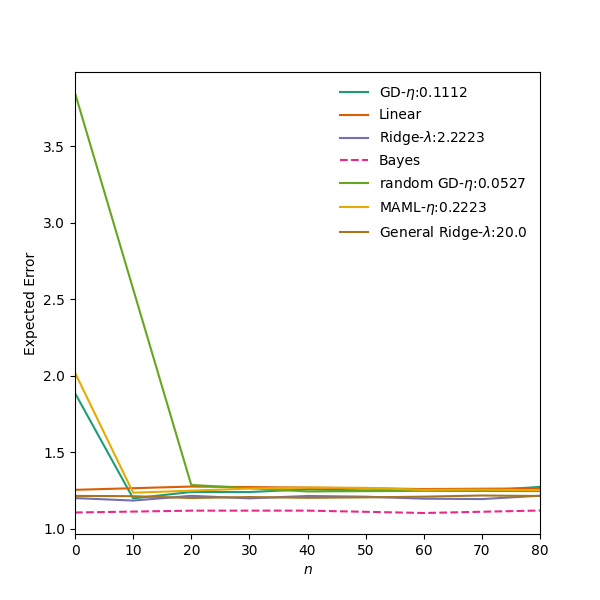 GD-η:0.1112
Linear
Ridge-λ:2.2223
Bayes
random GD-η:0.0527
MAML-η:0.2223
General Ridge-λ:20.0
Expected Error
3.5
3.0
2.5
2.0
1.5
1.0
0 10 20 30 40 50 60 70 80
n